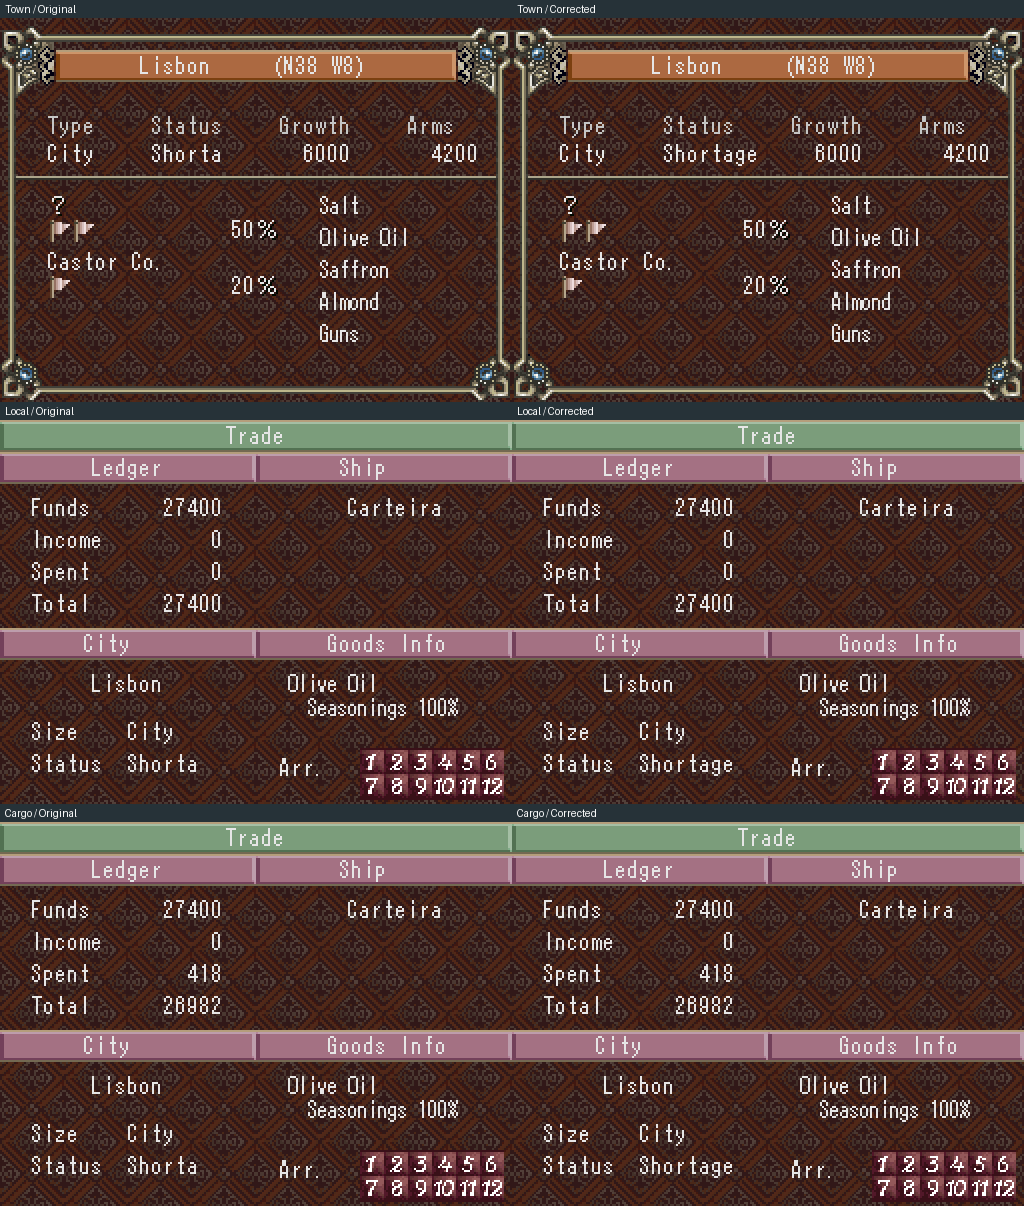 Town/Original
Town/Corrected
Lisbon (N38 W8)
Lisbon (N38 W8)
Type Status Growth Arms
Type Status Growth Arms
City Shorta 6000 4200
City Shortage 6000 4200
? Salt
? Salt
50% Olive Oil
50% Olive Oil
Castor Co. Saffron
Castor Co. Saffron
20% Almond
20% Almond
Guns
Guns
Local/Original
Local/Corrected
Trade
Trade
Ledger Ship
Ledger Ship
Funds 27400 Carteira
Funds 27400 Carteira
Income 0
Income 0
Spent 0
Spent 0
Total 27400
Total 27400
City Goods Info
City Goods Info
Lisbon Olive Oil
Lisbon Olive Oil
Seasonings 100%
Seasonings 100%
Size City
Size City
Status Shorta Arr. 1 2 3 4 5 6
7 8 9 10 11 12
Status Shortage Arr. 1 2 3 4 5 6
7 8 9 10 11 12
Cargo/Original
Cargo/Corrected
Trade
Trade
Ledger Ship
Ledger Ship
Funds 27400 Carteira
Funds 27400 Carteira
Income 0
Income 0
Spent 418
Spent 418
Total 26982
Total 26982
City Goods Info
City Goods Info
Lisbon Olive Oil
Lisbon Olive Oil
Seasonings 100%
Seasonings 100%
Size City
Size City
Status Shorta Arr. 1 2 3 4 5 6
7 8 9 10 11 12
Status Shortage Arr. 1 2 3 4 5 6
7 8 9 10 11 12